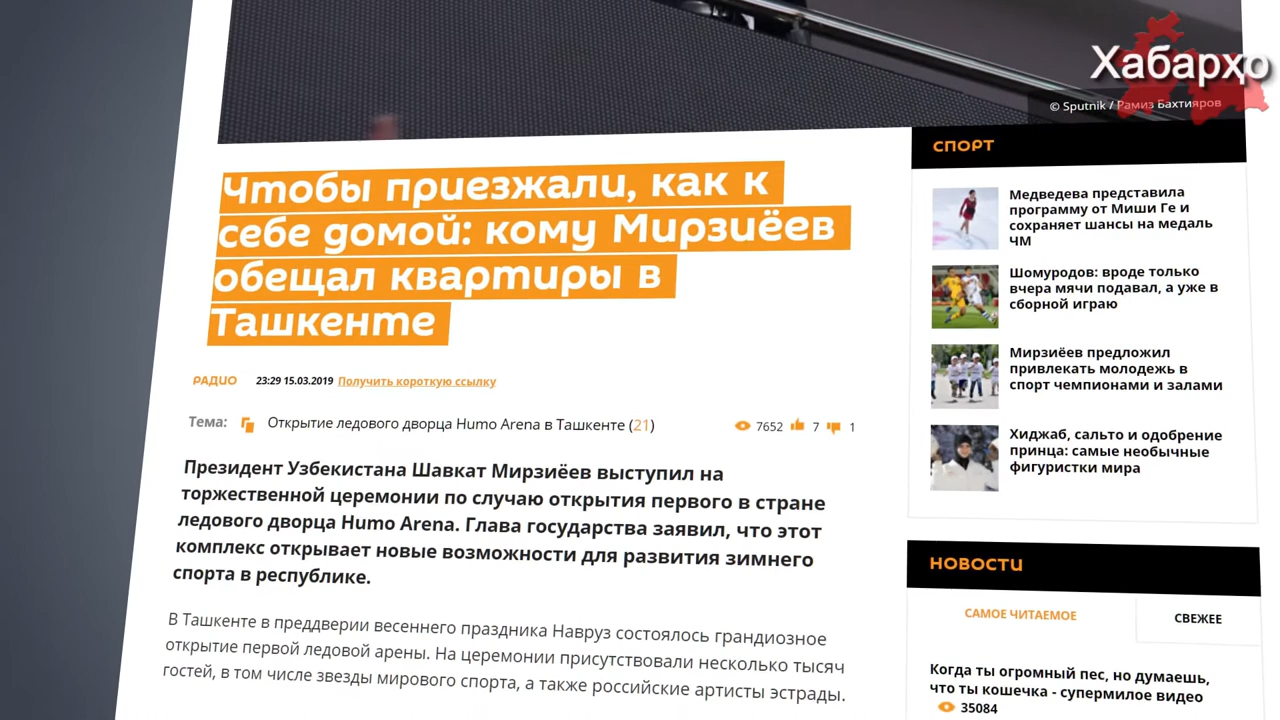 Хабарҳо
© Sputnik / Рамиз Бахтияров
Чтобы приезжали, как к
себе домой: кому Мирзиёев
обещал квартиры в
Ташкенте
РАДИО 23:29 15.03.2019 Получить короткую ссылку
Тема: Открытие ледового дворца Humo Arena в Ташкенте (21) 7652 7 1
Президент Узбекистана Шавкат Мирзиёев выступил на
торжественной церемонии по случаю открытия первого в стране
ледового дворца Humo Arena. Глава государства заявил, что этот
комплекс открывает новые возможности для развития зимнего
спорта в республике.
В Ташкенте в преддверии весеннего праздника Навруз состоялось грандиозное
открытие первой ледовой арены. На церемонии присутствовали несколько тысяч
гостей, в том числе звезды мирового спорта, а также российские артисты эстрады.
СПОРТ
Медведева представила
программу от Миши Ге и
сохраняет шансы на медаль
ЧМ
Шомуродов: вроде только
вчера мячи подавал, а уже в
сборной играю
Мирзиёев предложил
привлекать молодежь в
спорт чемпионами и залами
Хиджаб, сальто и одобрение
принца: самые необычные
фигуристки мира
НОВОСТИ
САМОЕ ЧИТАЕМОЕ СВЕЖЕЕ
Когда ты огромный пес, но думаешь,
что ты кошечка - супермилое видео
35084